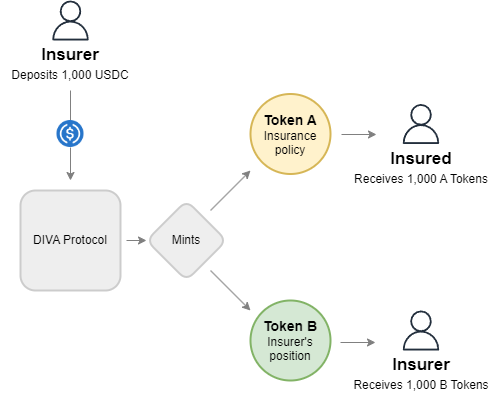 Insurer
Deposits 1,000 USDC
Token A
Insurance
policy
Insured
Receives 1,000 A Tokens
DIVA Protocol
Mints
Token B
Insurer's
position
Insurer
Receives 1,000 B Tokens